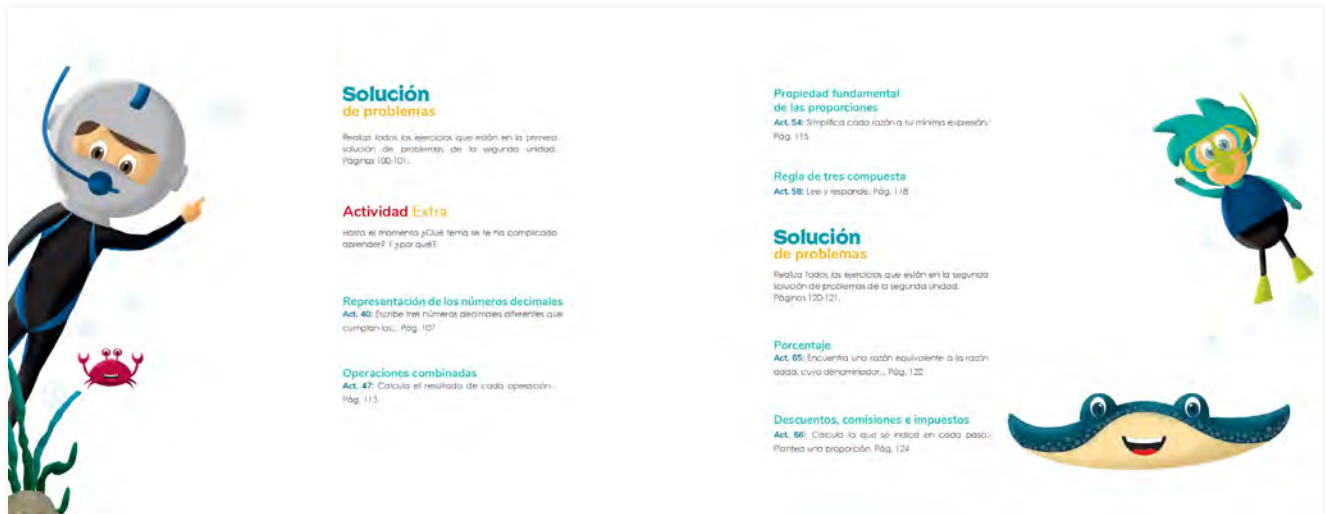 Solución
de problemas
Realiza todos los ejercicios que están en la primera
solución de problemas de la segunda unidad.
Páginas 100-101.
Actividad Extra
Hasta el momento ¿Qué tema se te ha complicado
aprender? Y ¿por qué?
Representación de los números decimales
Act. 40: Escribe tres números decimales diferentes que
cumplan las... Pág. 107
Operaciones combinadas
Act. 47: Calcula el resultado de cada operación.
Pág. 113
Propiedad fundamental
de las proporciones
Act. 54: Simplifica cada razón a su mínima expresión.
Pág. 115
Regla de tres compuesta
Act. 58: Lee y responde. Pág. 118
Solución
de problemas
Realiza todos los ejercicios que están en la segunda
solución de problemas de la segunda unidad.
Páginas 120-121.
Porcentaje
Act. 65: Encuentra una razón equivalente a la razón
dada, cuyo denominador... Pág. 122
Descuentos, comisiones e impuestos
Act. 66: Calcula lo que se indica en cada paso.
Plantea una proporción. Pág. 124